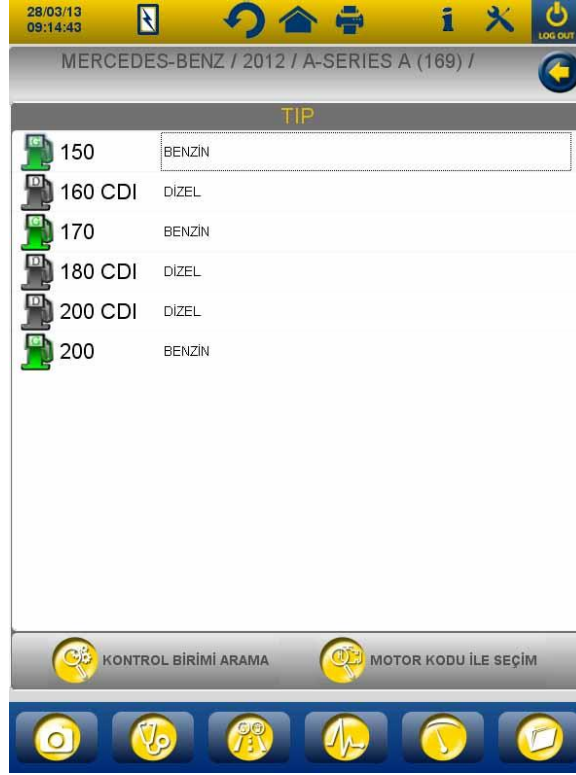 28/03/13
09:14:43
LOG OUT
MERCEDES-BENZ / 2012 / A-SERIES A (169) /
TIP
G 150 BENZİN
D 160 CDI DİZEL
G 170 BENZİN
D 180 CDI DİZEL
D 200 CDI DİZEL
G 200 BENZİN
KONTROL BİRİMİ ARAMA
MOTOR KODU İLE SEÇİM